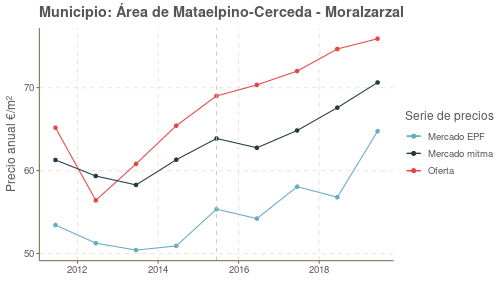 Municipio: Área de Mataelpino-Cerceda - Moralzarzal
Precio anual €/m²
70
60
50
2012
2014
2016
2018
Serie de precios
Mercado EPF
Mercado mitma
Oferta